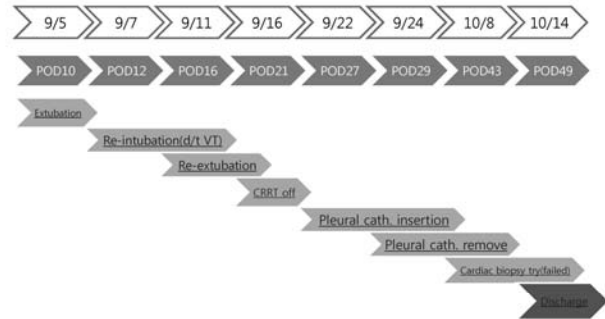 9/5 9/7 9/11 9/16 9/22 9/24 10/8 10/14
POD10 POD12 POD16 POD21 POD27 POD29 POD43 POD49
Extubation
Re-intubation(d/t VT)
Re-extubation
CRRT off
Pleural cath. insertion
Pleural cath. remove
Cardiac biopsy try(failed)
Discharge